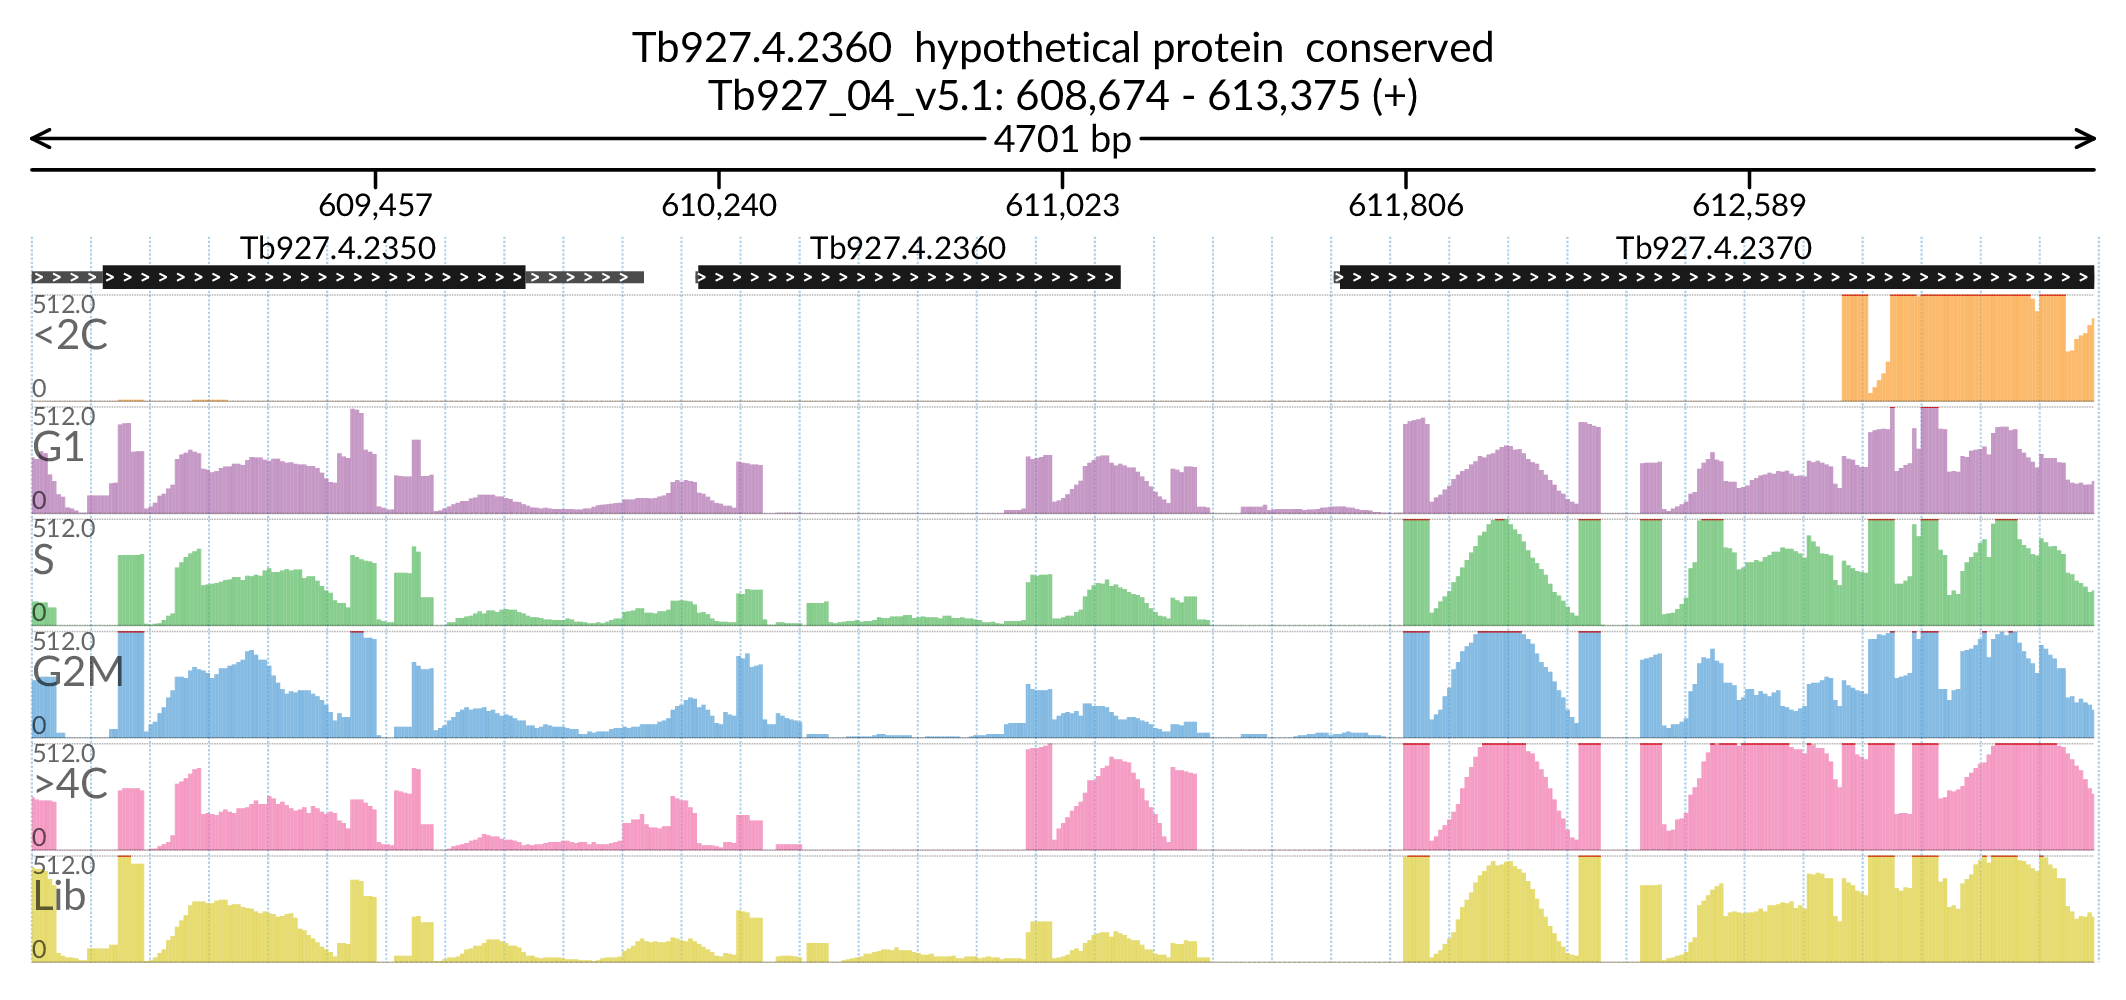 Tb927.4.2360  hypothetical protein  conserved
Tb927_04_v5.1: 608,674 - 613,375 (+)
4701 bp
609,457 610,240 611,023 611,806 612,589
Tb927.4.2350 Tb927.4.2360 Tb927.4.2370
512.0
<2C
0
512.0
G1
0
512.0
S
0
512.0
G2M
0
512.0
>4C
0
512.0
Lib
0